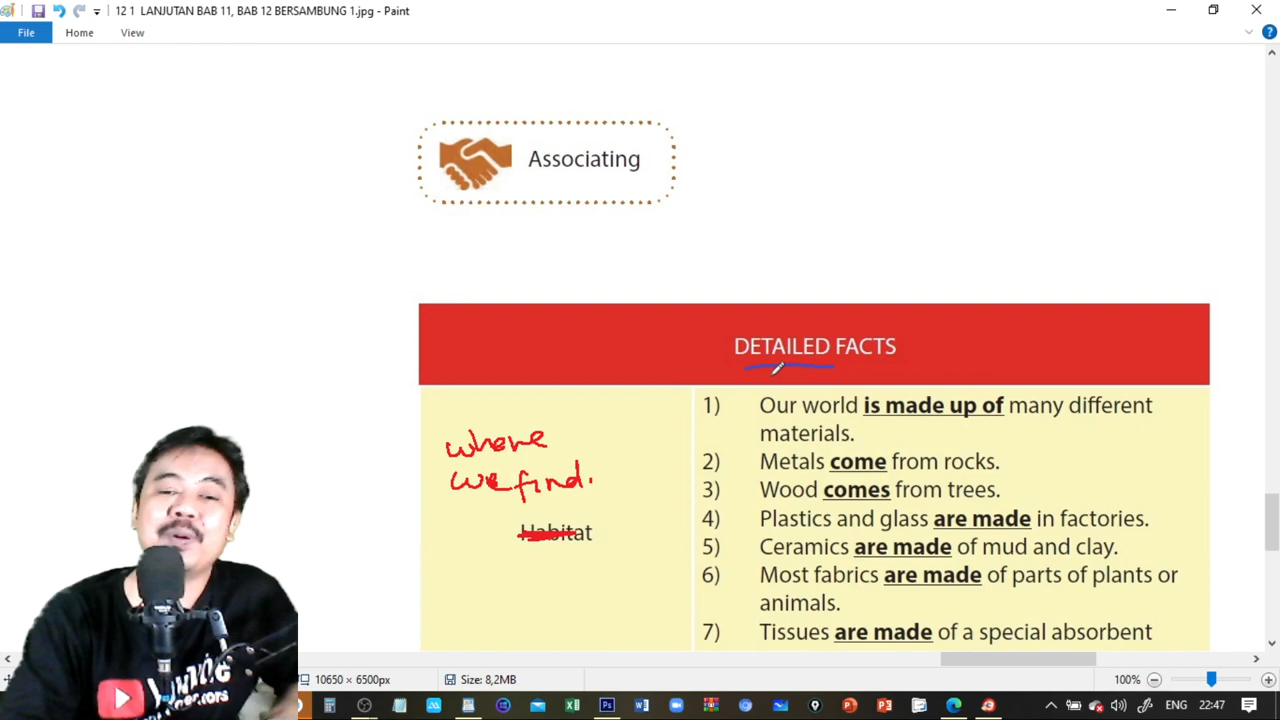 12 1 LANJUTAN BAB 11, BAB 12 BERSAMBUNG 1.jpg - Paint
File Home View
Associating
DETAILED FACTS
where
we find.
Habitat
1) Our world is made up of many different
materials.
2) Metals come from rocks.
3) Wood comes from trees.
4) Plastics and glass are made in factories.
5) Ceramics are made of mud and clay.
6) Most fabrics are made of parts of plants or
animals.
7) Tissues are made of a special absorbent
10650 × 6500px
Size: 8,2MB
100%
ENG 22:47